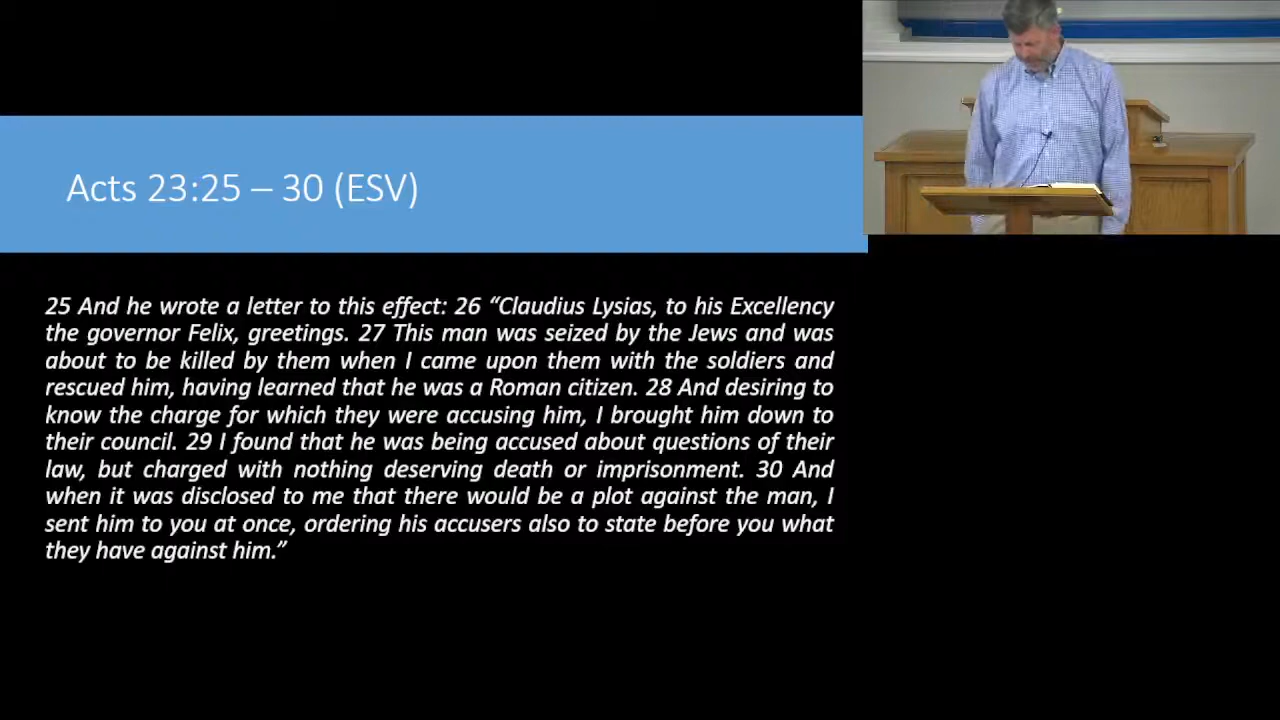 Acts 23:25 – 30 (ESV)
25 And he wrote a letter to this effect: 26 “Claudius Lysias, to his Excellency
the governor Felix, greetings. 27 This man was seized by the Jews and was
about to be killed by them when I came upon them with the soldiers and
rescued him, having learned that he was a Roman citizen. 28 And desiring to
know the charge for which they were accusing him, I brought him down to
their council. 29 I found that he was being accused about questions of their
law, but charged with nothing deserving death or imprisonment. 30 And
when it was disclosed to me that there would be a plot against the man, I
sent him to you at once, ordering his accusers also to state before you what
they have against him.”